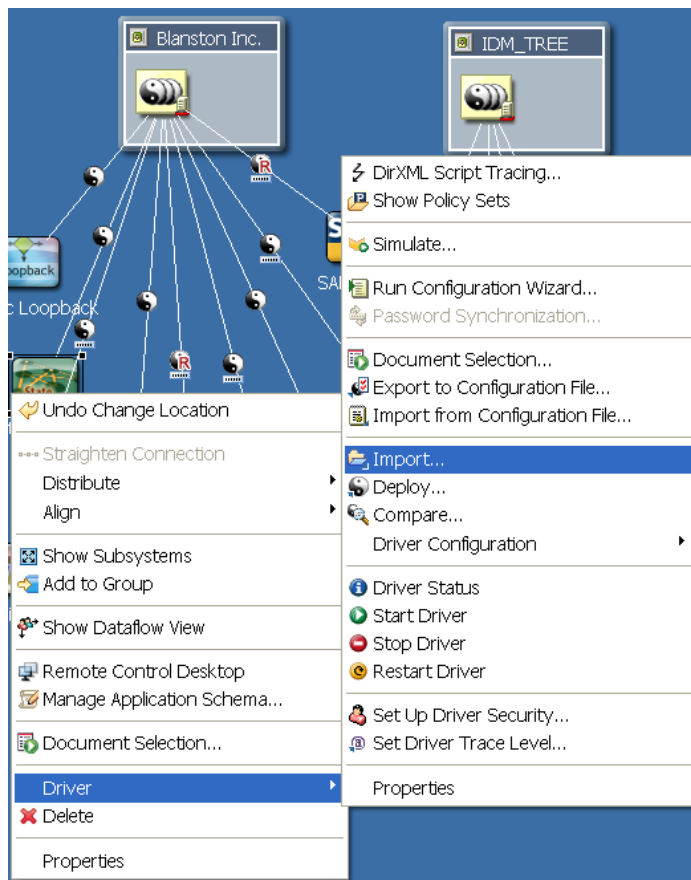 Blanston Inc.
IDM_TREE
R
DirXML Script Tracing...
Show Policy Sets
Simulate...
Run Configuration Wizard...
Password Synchronization...
Document Selection...
Export to Configuration File...
Import from Configuration File...
Import...
Deploy...
Compare...
Driver Configuration
Driver Status
Start Driver
Stop Driver
Restart Driver
Set Up Driver Security...
Set Driver Trace Level...
Properties
S
SA
oopback
c Loopback
R
State
Undo Change Location
Straighten Connection
Distribute
Align
Show Subsystems
Add to Group
Show Dataflow View
Remote Control Desktop
Manage Application Schema...
Document Selection...
Driver
Delete
Properties